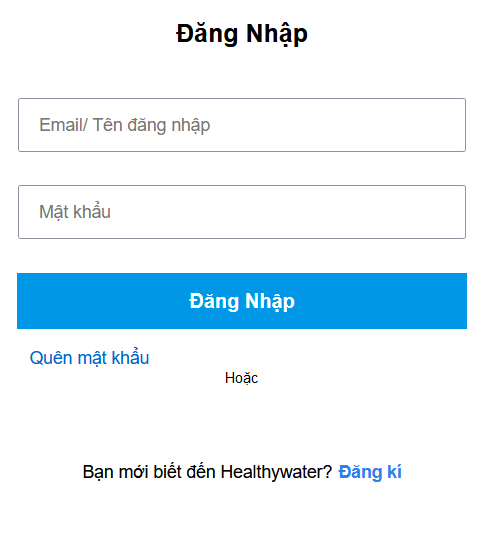 Đăng Nhập
Email/ Tên đăng nhập
Mật khẩu
Đăng Nhập
Quên mật khẩu
Hoặc
Bạn mới biết đến Healthywater? Đăng kí